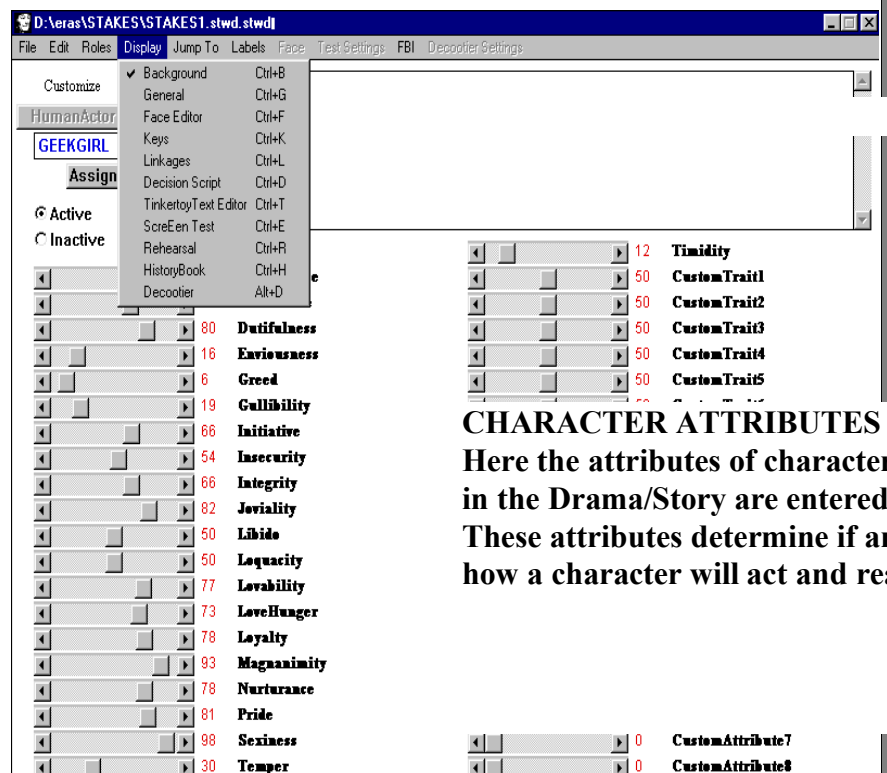 D:\eras\STAKES\STAKES1.stwd.stwd
File Edit Roles Display Jump To Labels Face Test Settings FBI Decootier Settings
Customize
HumanActor
GEEKGIRL
Assign
Active
Inactive
Background Ctrl+B
General Ctrl+G
Face Editor Ctrl+F
Keys Ctrl+K
Linkages Ctrl+L
Decision Script Ctrl+D
TinkertoyText Editor Ctrl+T
ScreEen Test Ctrl+E
Rehearsal Ctrl+R
HistoryBook Ctrl+H
Decootier Alt+D
12 Timidity
50 CustomTrait1
50 CustomTrait2
80 Dutifulness 50 CustomTrait3
16 Enviousness 50 CustomTrait4
6 Greed 50 CustomTrait5
19 Gullibility
66 Initiative
54 Insecurity
66 Integrity
82 Joviality
50 Libido
50 Loquacity
77 Lovability
73 LoveHunger
78 Loyalty
93 Magnanimity
78 Nurturance
81 Pride
98 Sexiness 0 CustomAttribute7
30 Temper 0 CustomAttribute8
CHARACTER ATTRIBUTES
Here the attributes of character
in the Drama/Story are entered
These attributes determine if a
how a character will act and re